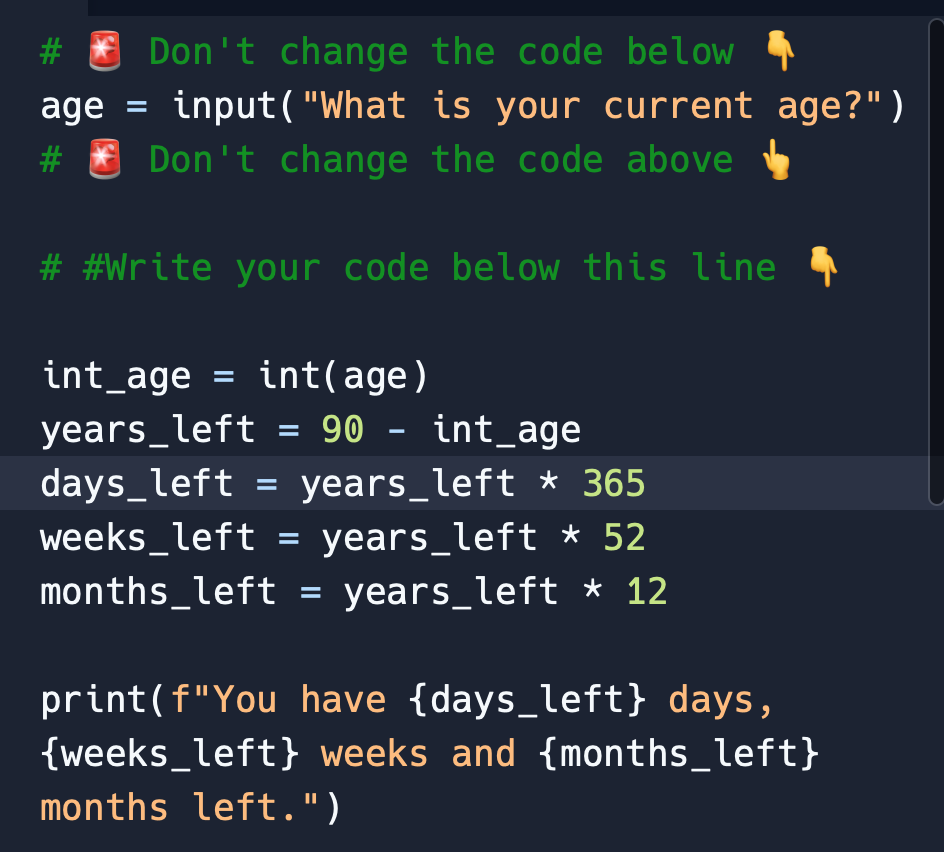 # 🚨 Don't change the code below 👇
age = input("What is your current age?")
# 🚨 Don't change the code above 👆
# #Write your code below this line 👇
int_age = int(age)
years_left = 90 - int_age
days_left = years_left * 365
weeks_left = years_left * 52
months_left = years_left * 12
print(f"You have {days_left} days,
{weeks_left} weeks and {months_left}
months left.")